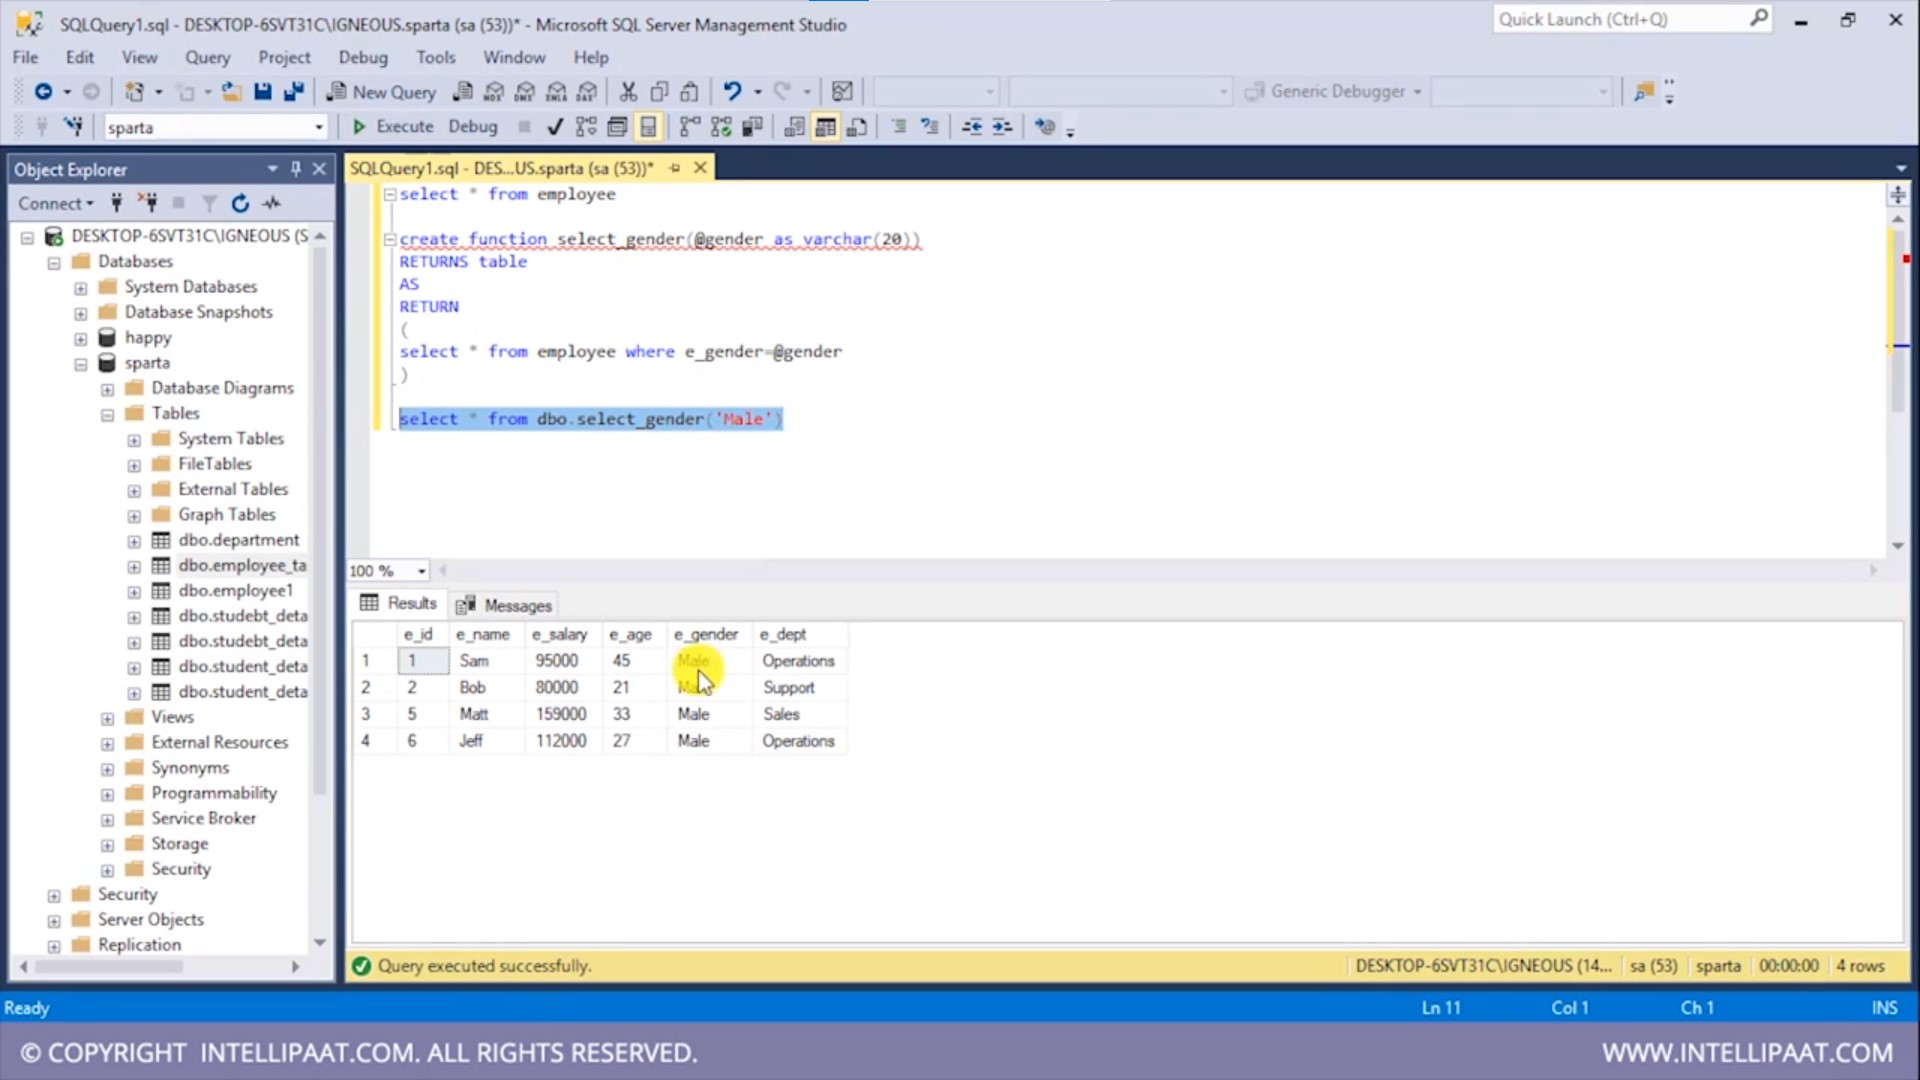 SQLQuery1.sql - DESKTOP-6SVT31C\IGNEOUS.sparta (sa (53))* - Microsoft SQL Server Management Studio
Quick Launch (Ctrl+Q)
File Edit View Query Project Debug Tools Window Help
New Query
Generic Debugger
sparta
Execute Debug
Object Explorer
Connect
DESKTOP-6SVT31C\IGNEOUS (S
Databases
System Databases
Database Snapshots
happy
sparta
Database Diagrams
Tables
System Tables
FileTables
External Tables
Graph Tables
dbo.department
dbo.employee_ta
dbo.employee1
dbo.studebt_deta
dbo.studebt_deta
dbo.student_deta
dbo.student_deta
Views
External Resources
Synonyms
Programmability
Service Broker
Storage
Security
Security
Server Objects
Replication
SQLQuery1.sql - DES...US.sparta (sa (53))*
select * from employee
create function select_gender(@gender as varchar(20))
RETURNS table
AS
RETURN
(
select * from employee where e_gender=@gender
)
select * from dbo.select_gender('Male')
100 %
Results Messages
e_id e_name e_salary e_age e_gender e_dept
1 1 Sam 95000 45 Male Operations
2 2 Bob 80000 21 Support
3 5 Matt 159000 33 Male Sales
4 6 Jeff 112000 27 Male Operations
Query executed successfully.
DESKTOP-6SVT31C\IGNEOUS (14... sa (53) sparta 00:00:00 4 rows
Ready
Ln 11 Col 1 Ch 1 INS
© COPYRIGHT INTELLIPAAT.COM. ALL RIGHTS RESERVED.
WWW.INTELLIPAAT.COM